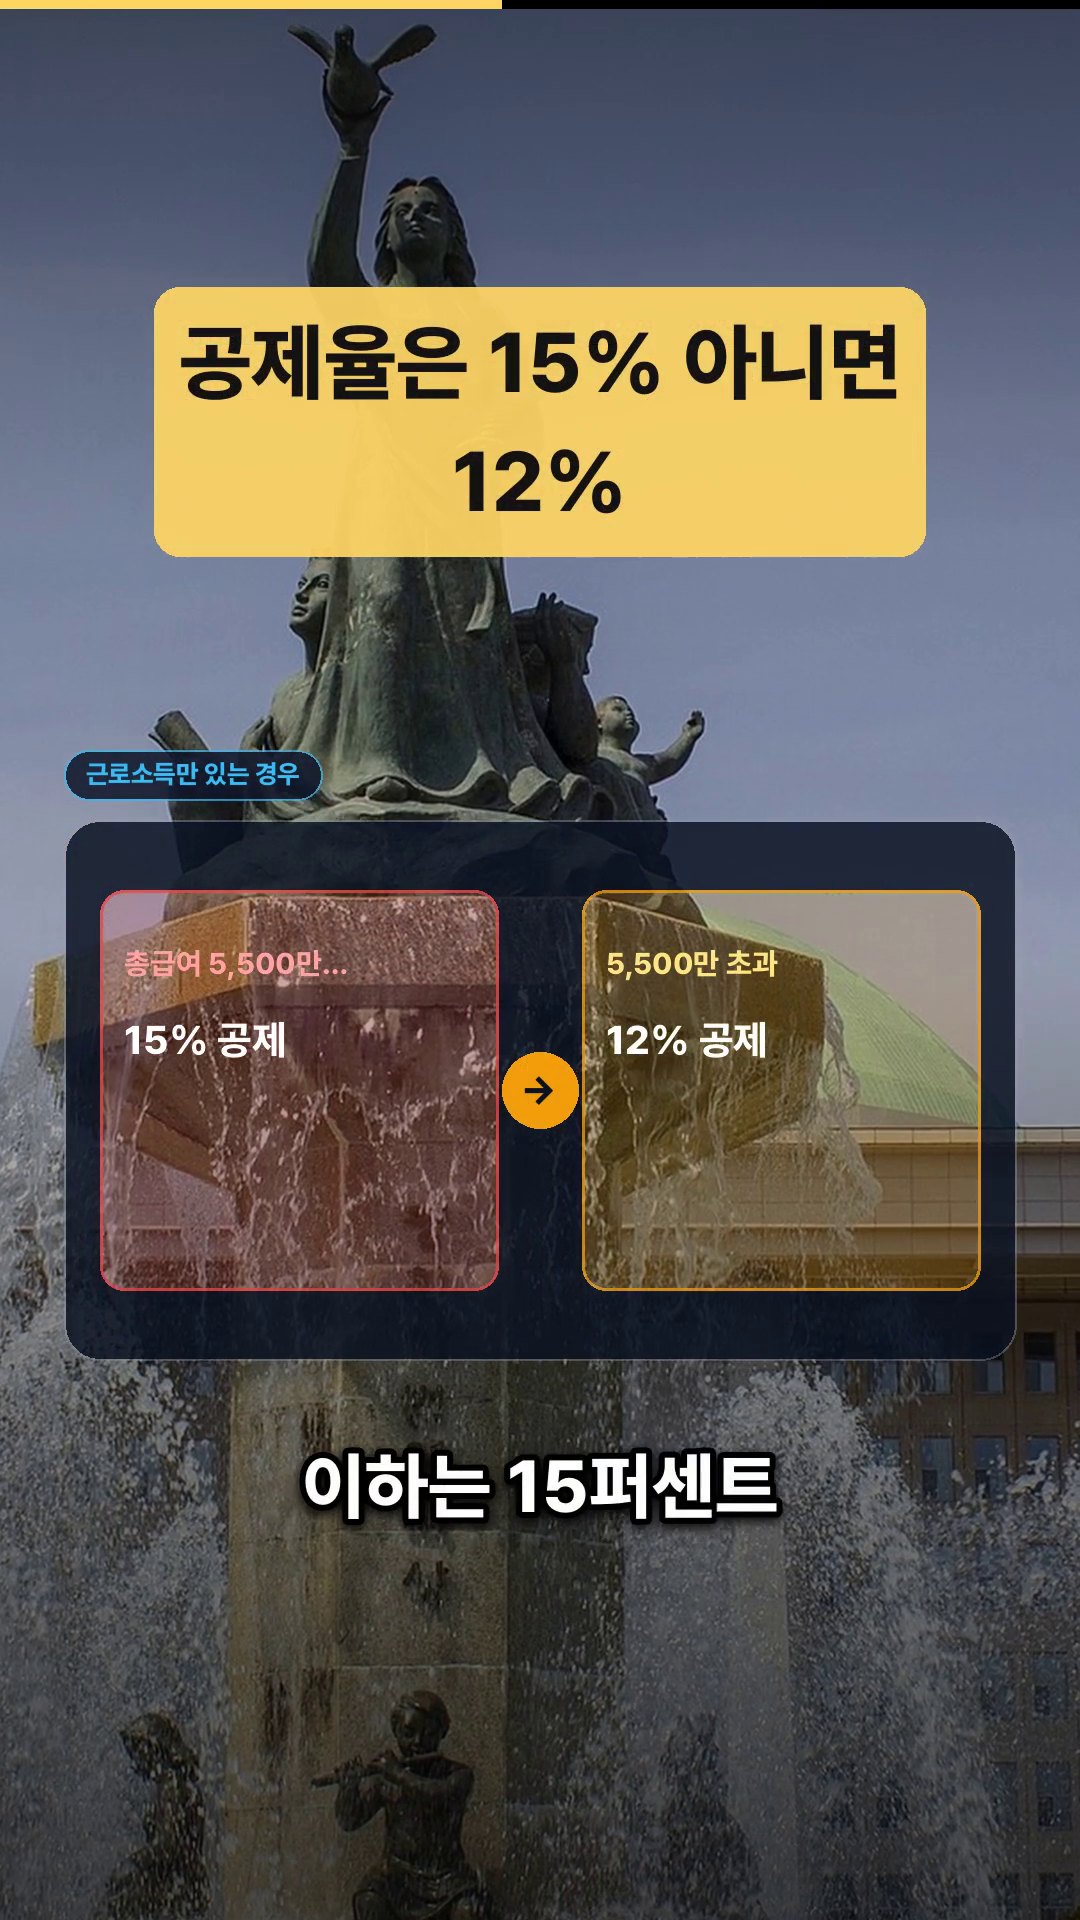 공제율은 15% 아니면
12%
근로소득만 있는 경우
총급여 5,500만...
15% 공제
→
5,500만 초과
12% 공제
이하는 15퍼센트